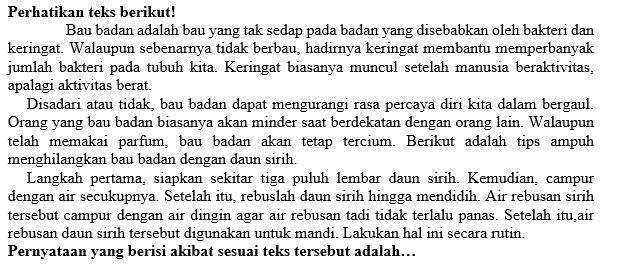 Perhatikan teks berikut!
Bau badan adalah bau yang tak sedap pada badan yang disebabkan oleh bakteri dan
keringat. Walaupun sebenarnya tidak berbau, hadirnya keringat membantu memperbanyak
jumlah bakteri pada tubuh kita. Keringat biasanya muncul setelah manusia beraktivitas,
apalagi aktivitas berat.
Disadari atau tidak, bau badan dapat mengurangi rasa percaya diri kita dalam bergaul.
Orang yang bau badan biasanya akan minder saat berdekatan dengan orang lain. Walaupun
telah memakai parfum, bau badan akan tetap tercium. Berikut adalah tips ampuh
menghilangkan bau badan dengan daun sirih.
Langkah pertama, siapkan sekitar tiga puluh lembar daun sirih. Kemudian, campur
dengan air secukupnya. Setelah itu, rebuslah daun sirih hingga mendidih. Air rebusan sirih
tersebut campur dengan air dingin agar air rebusan tadi tidak terlalu panas. Setelah itu,air
rebusan daun sirih tersebut digunakan untuk mandi. Lakukan hal ini secara rutin.
Pernyataan yang berisi akibat sesuai teks tersebut adalah…